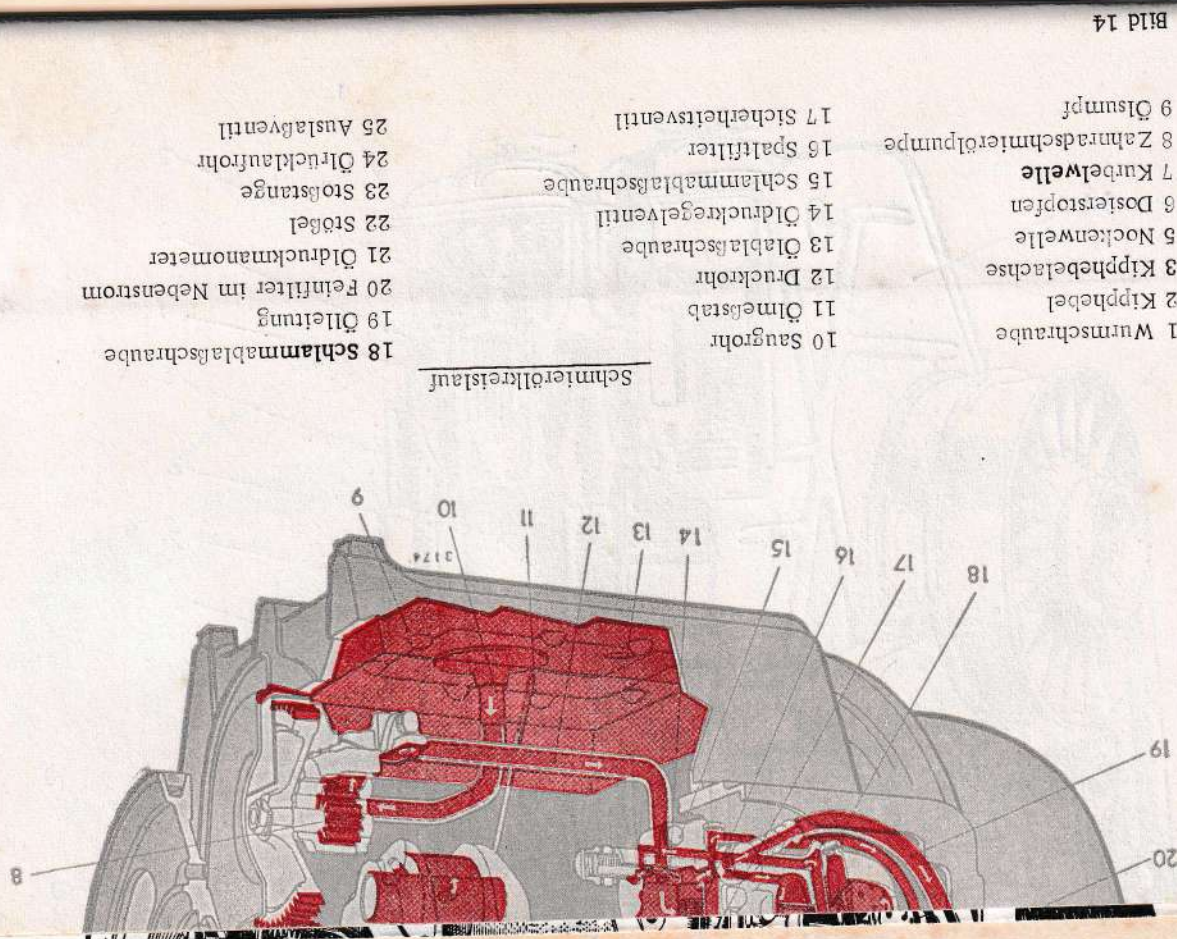 20
8
19
18
17
16
15
14
13
12
11
10
9
3174
Schmierölkreislauf
1 Wurmschraube
2 Kipphebel
3 Kipphebelachse
5 Nockenwelle
6 Dosierstopfen
7 Kurbelwelle
8 Zahnradschmierölpumpe
9 Ölsumpf
10 Saugrohr
11 Ölmeßstab
12 Druckrohr
13 Ölablaßschraube
14 Öldruckregelventil
15 Schlammablaßschraube
16 Spaltfilter
17 Sicherheitsventil
18 Schlammablaßschraube
19 Ölleitung
20 Feinfilter im Nebenstrom
21 Öldruckmanometer
22 Stößel
23 Stoßstange
24 Ölrücklaufrohr
25 Auslaßventil
Bild 14